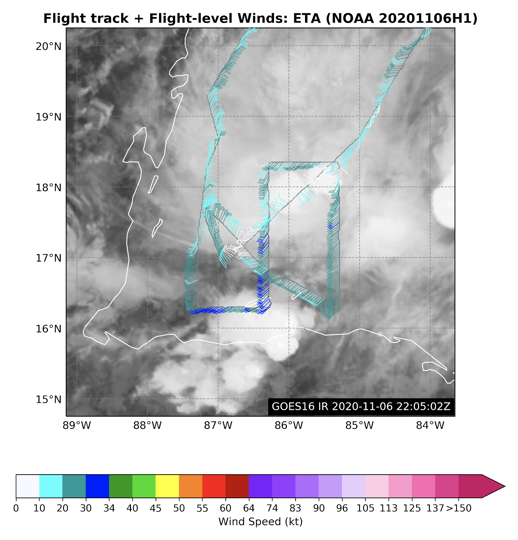 Flight track + Flight-level Winds: ETA (NOAA 20201106H1)
20°N
19°N
18°N
17°N
16°N
15°N
GOES16 IR 2020-11-06 22:05:02Z
89°W 88°W 87°W 86°W 85°W 84°W
0 10 20 30 34 40 45 50 55 60 64 74 83 90 96 105 113 125 137 >150
Wind Speed (kt)